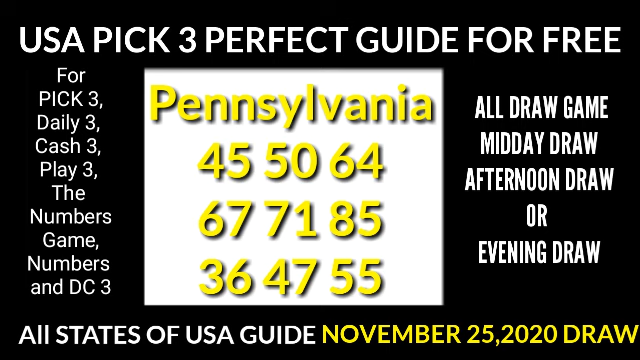 USA PICK 3 PERFECT GUIDE FOR FREE
For
PICK 3,
Daily 3,
Cash 3,
Play 3,
The
Numbers
Game,
Numbers
and DC 3
Pennsylvania
45 50 64
67 71 85
36 47 55
ALL DRAW GAME
MIDDAY DRAW
AFTERNOON DRAW
OR
EVENING DRAW
All STATES OF USA GUIDE NOVEMBER 25,2020 DRAW